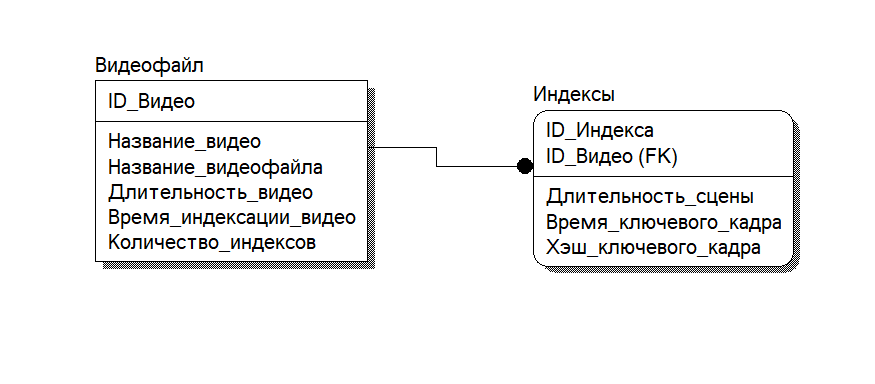 Видеофайл
ID_Видео
Название_видео
Название_видеофайла
Длительность_видео
Время_индексации_видео
Количество_индексов
Индексы
ID_Индекса
ID_Видео (FK)
Длительность_сцены
Время_ключевого_кадра
Хэш_ключевого_кадра